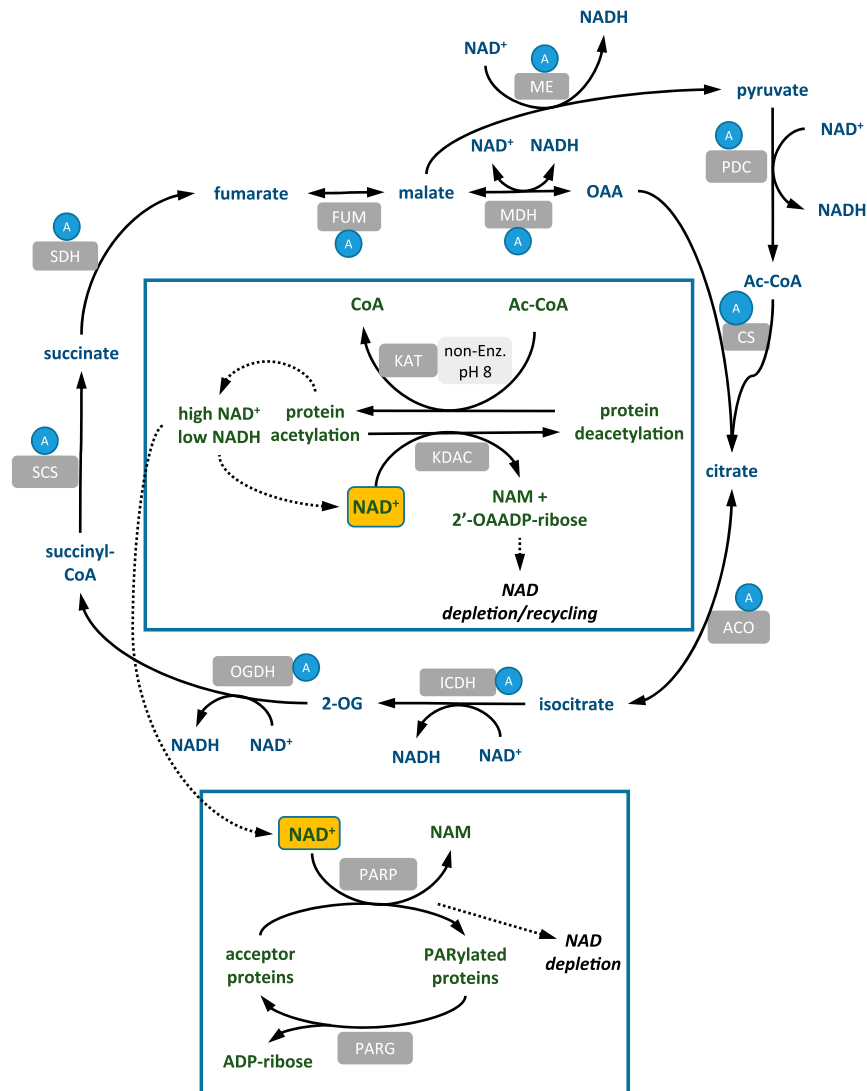 NADH
NAD⁺
A
ME
pyruvate
NAD⁺
A
PDC
NADH
NAD⁺ NADH
fumarate
malate
OAA
FUM
A
MDH
A
A
SDH
Ac-CoA
A
CS
CoA
Ac-CoA
KAT
non-Enz.
pH 8
succinate
high NAD⁺
low NADH
protein
acetylation
protein
deacetylation
KDAC
A
SCS
citrate
NAD⁺
NAM +
2’-OAADP-ribose
NAD
depletion/recycling
succinyl-
CoA
A
ACO
OGDH
A
ICDH
A
2-OG
isocitrate
NADH
NAD⁺
NADH
NAD⁺
NAD⁺
NAM
PARP
acceptor
proteins
PARylated
proteins
NAD
depletion
ADP-ribose
PARG